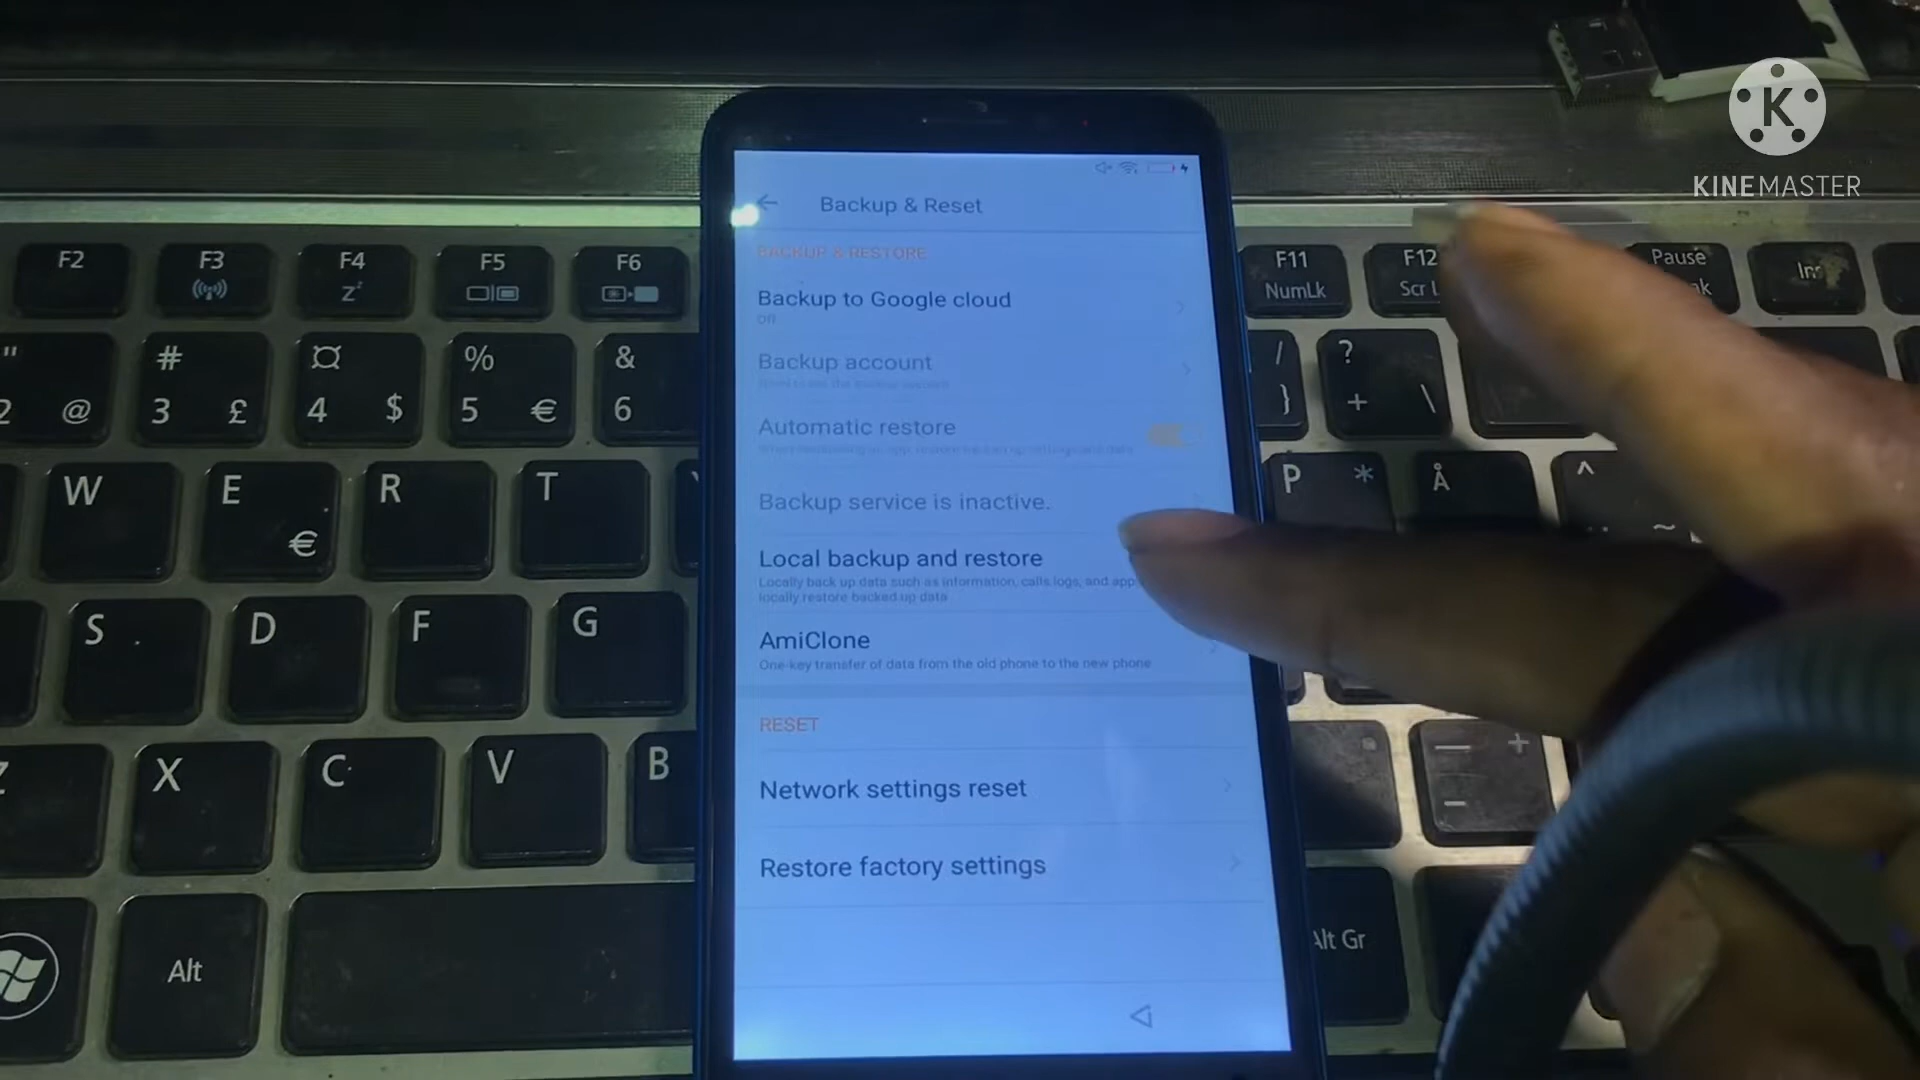 KINEMASTER
Backup & Reset
BACKUP & RESTORE
Backup to Google cloud
Off
Backup account
Automatic restore
Backup service is inactive.
Local backup and restore
Locally back up data such as information, calls logs, and app
locally restore backed up data
AmiClone
One-key transfer of data from the old phone to the new phone
RESET
Network settings reset
Restore factory settings
F2 F3 F4 F5 F6 F11 F12 Pause Ins
Z NumLk Scr
" # ¤ % & / ?
2 @ 3 £ 4 $ 5 € 6 } + \
W E R T P * Å ^
€ ~
S D F G
Z X C V B
Alt Alt Gr